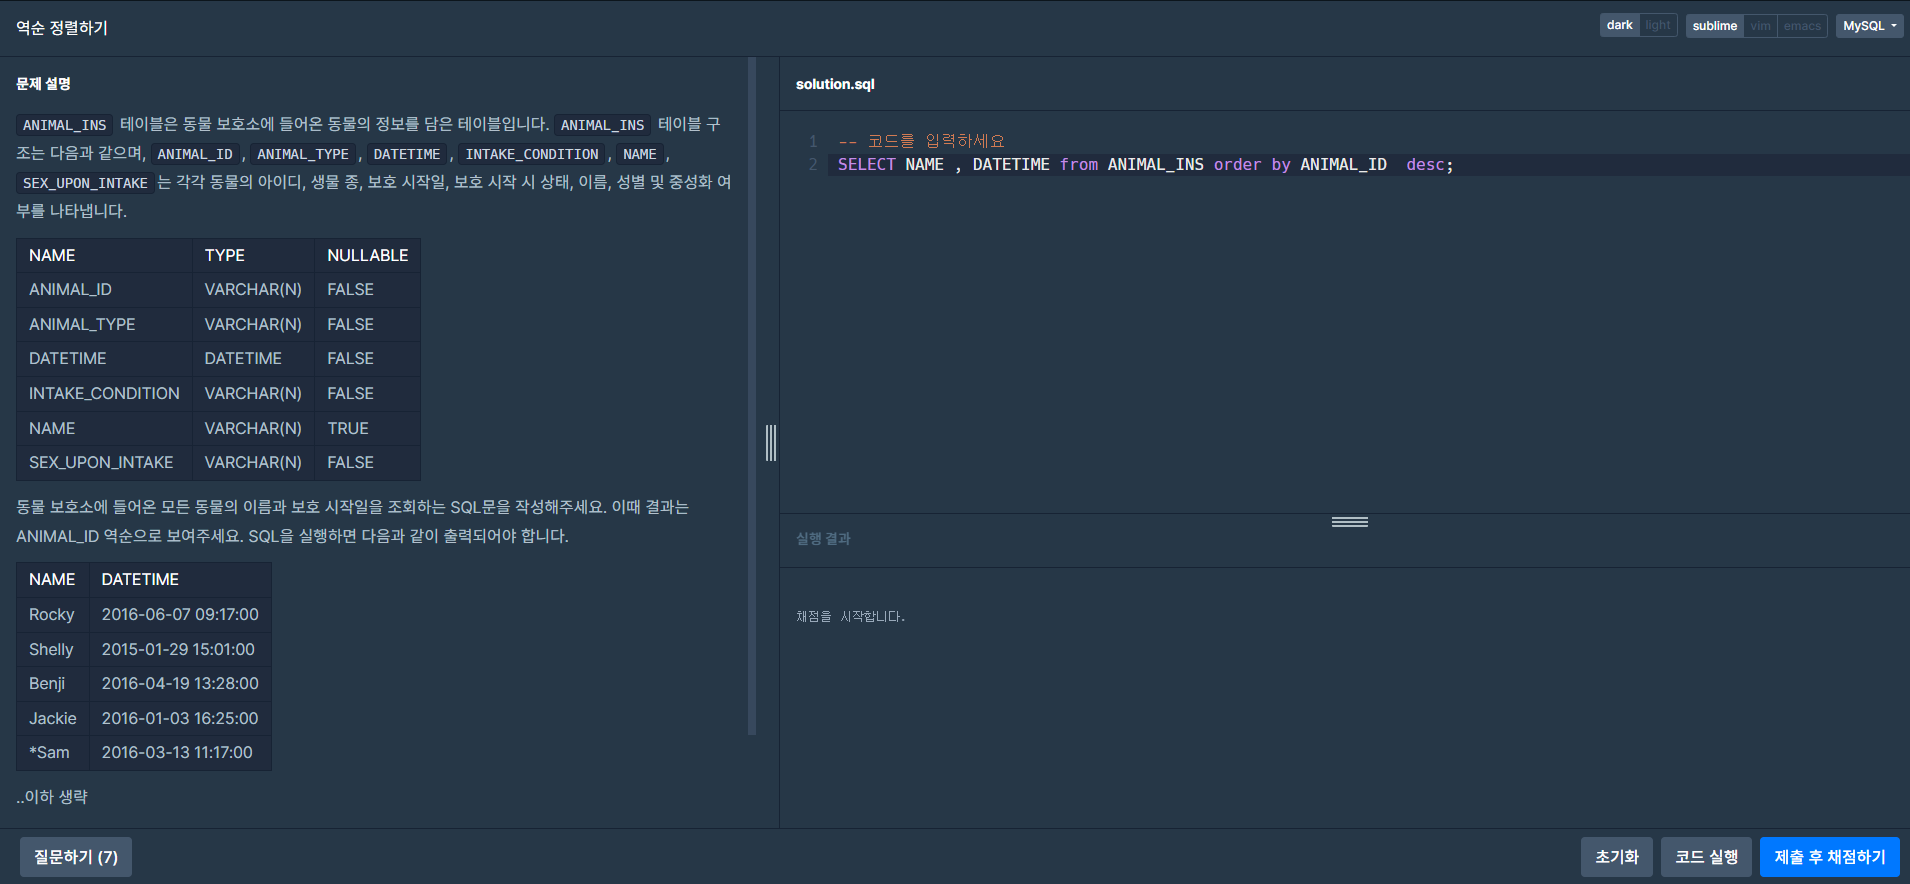 역순 정렬하기
dark light sublime vim emacs MySQL
문제 설명
ANIMAL_INS 테이블은 동물 보호소에 들어온 동물의 정보를 담은 테이블입니다. ANIMAL_INS 테이블 구
조는 다음과 같으며, ANIMAL_ID , ANIMAL_TYPE , DATETIME , INTAKE_CONDITION , NAME ,
SEX_UPON_INTAKE 는 각각 동물의 아이디, 생물 종, 보호 시작일, 보호 시작 시 상태, 이름, 성별 및 중성화 여
부를 나타냅니다.
NAME TYPE NULLABLE
ANIMAL_ID VARCHAR(N) FALSE
ANIMAL_TYPE VARCHAR(N) FALSE
DATETIME DATETIME FALSE
INTAKE_CONDITION VARCHAR(N) FALSE
NAME VARCHAR(N) TRUE
SEX_UPON_INTAKE VARCHAR(N) FALSE
동물 보호소에 들어온 모든 동물의 이름과 보호 시작일을 조회하는 SQL문을 작성해주세요. 이때 결과는
ANIMAL_ID 역순으로 보여주세요. SQL을 실행하면 다음과 같이 출력되어야 합니다.
NAME DATETIME
Rocky 2016-06-07 09:17:00
Shelly 2015-01-29 15:01:00
Benji 2016-04-19 13:28:00
Jackie 2016-01-03 16:25:00
*Sam 2016-03-13 11:17:00
..이하 생략
solution.sql
1 -- 코드를 입력하세요
2 SELECT NAME , DATETIME from ANIMAL_INS order by ANIMAL_ID  desc;
실행 결과
채점을 시작합니다.
질문하기 (7)
초기화 코드 실행 제출 후 채점하기